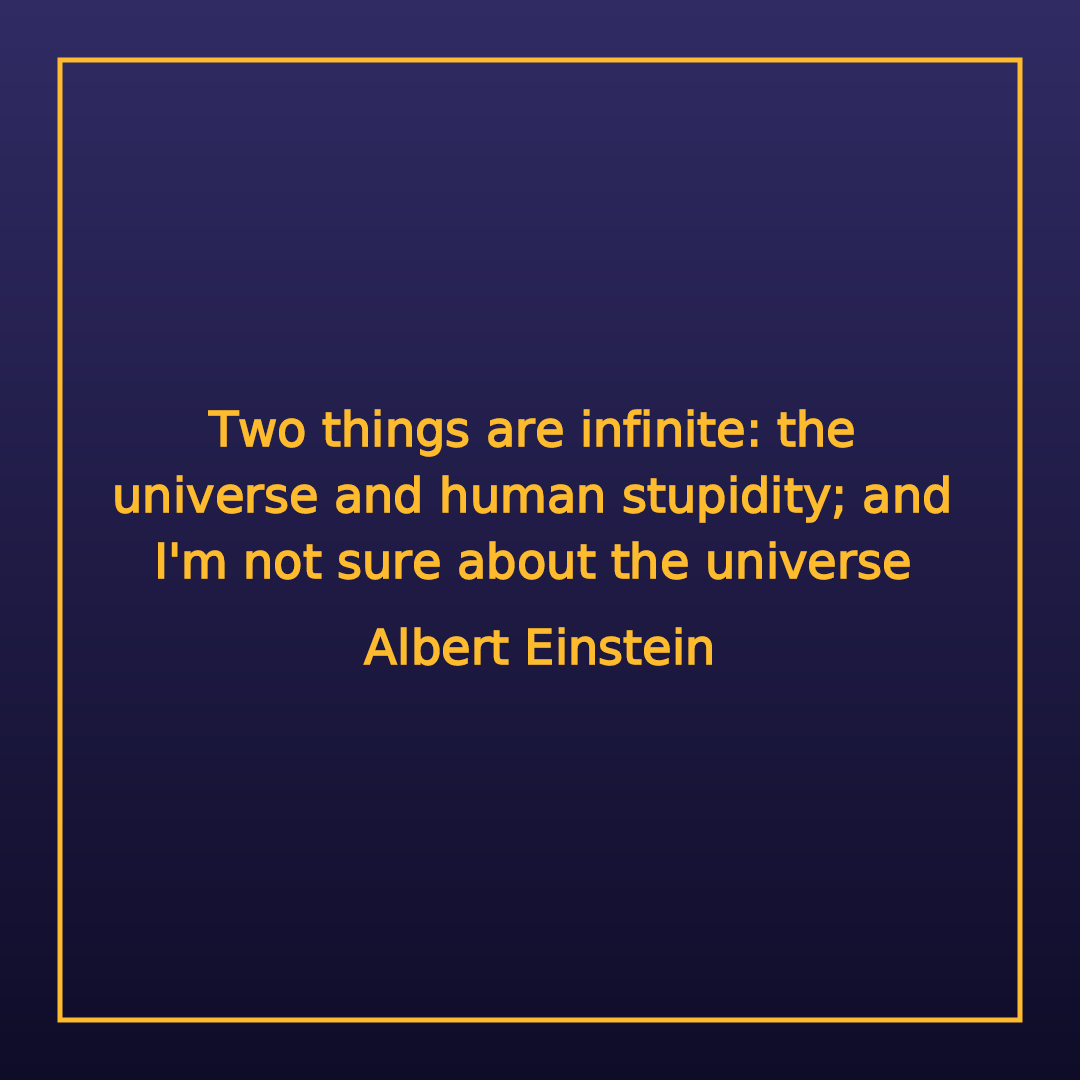 Two things are infinite: the
universe and human stupidity; and
I'm not sure about the universe
Albert Einstein